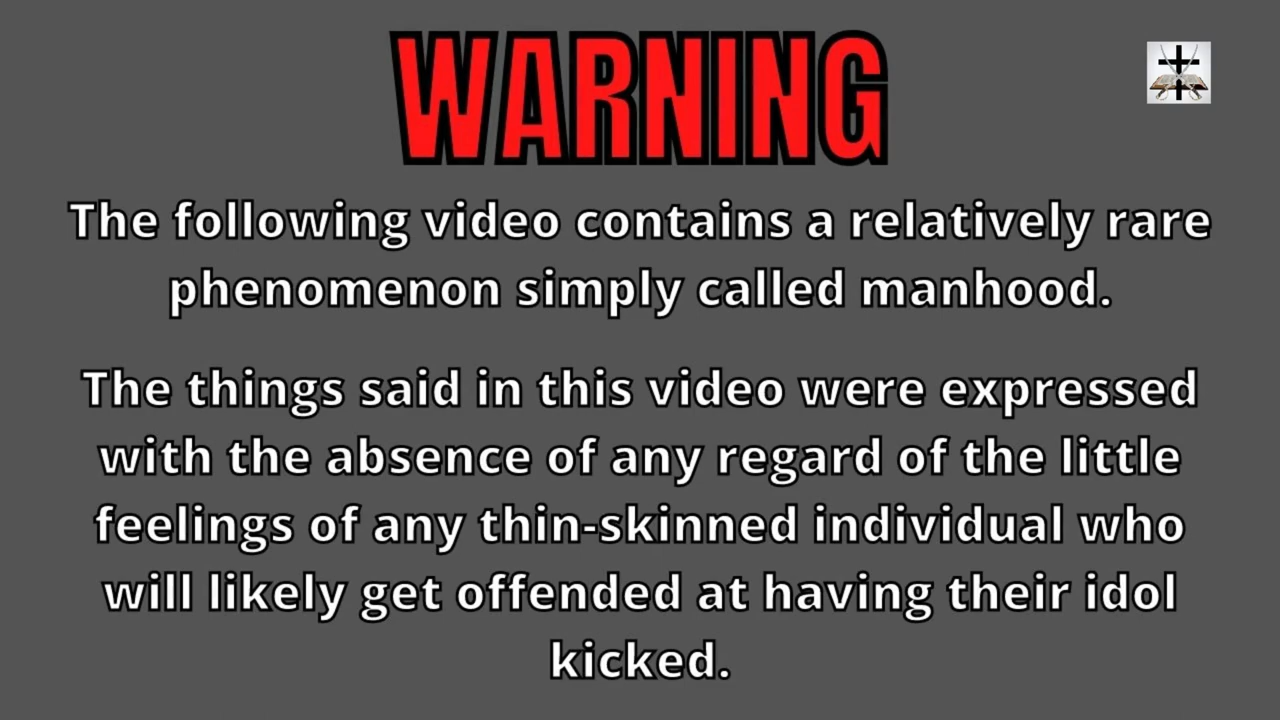 WARNING
The following video contains a relatively rare
phenomenon simply called manhood.
The things said in this video were expressed
with the absence of any regard of the little
feelings of any thin-skinned individual who
will likely get offended at having their idol
kicked.